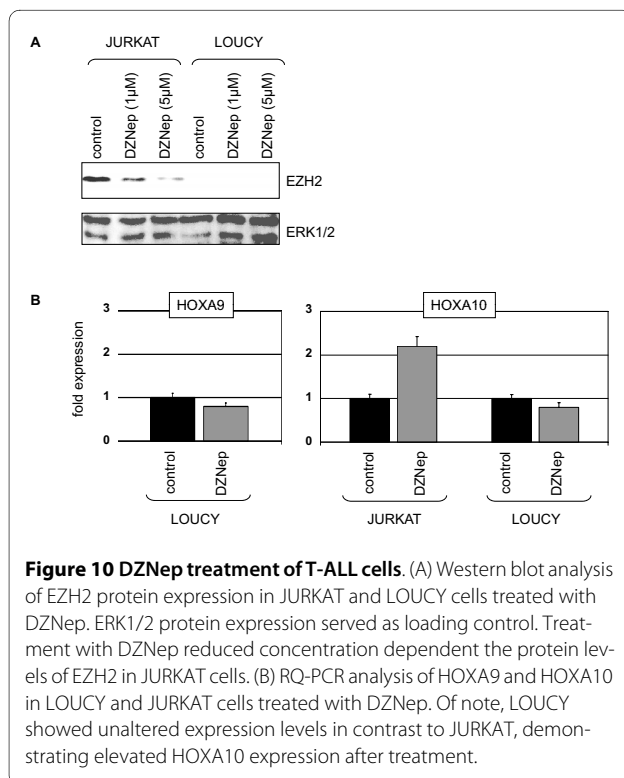 A
JURKAT LOUCY
control DZNep (1µM) DZNep (5µM) control DZNep (1µM) DZNep (5µM)
EZH2
ERK1/2
B
HOXA9 HOXA10
fold expression
3 3
2 2
1 1
0 0
control DZNep control DZNep control DZNep
LOUCY JURKAT LOUCY
Figure 10 DZNep treatment of T-ALL cells. (A) Western blot analysis
of EZH2 protein expression in JURKAT and LOUCY cells treated with
DZNep. ERK1/2 protein expression served as loading control. Treat-
ment with DZNep reduced concentration dependent the protein lev-
els of EZH2 in JURKAT cells. (B) RQ-PCR analysis of HOXA9 and HOXA10
in LOUCY and JURKAT cells treated with DZNep. Of note, LOUCY
showed unaltered expression levels in contrast to JURKAT, demon-
strating elevated HOXA10 expression after treatment.